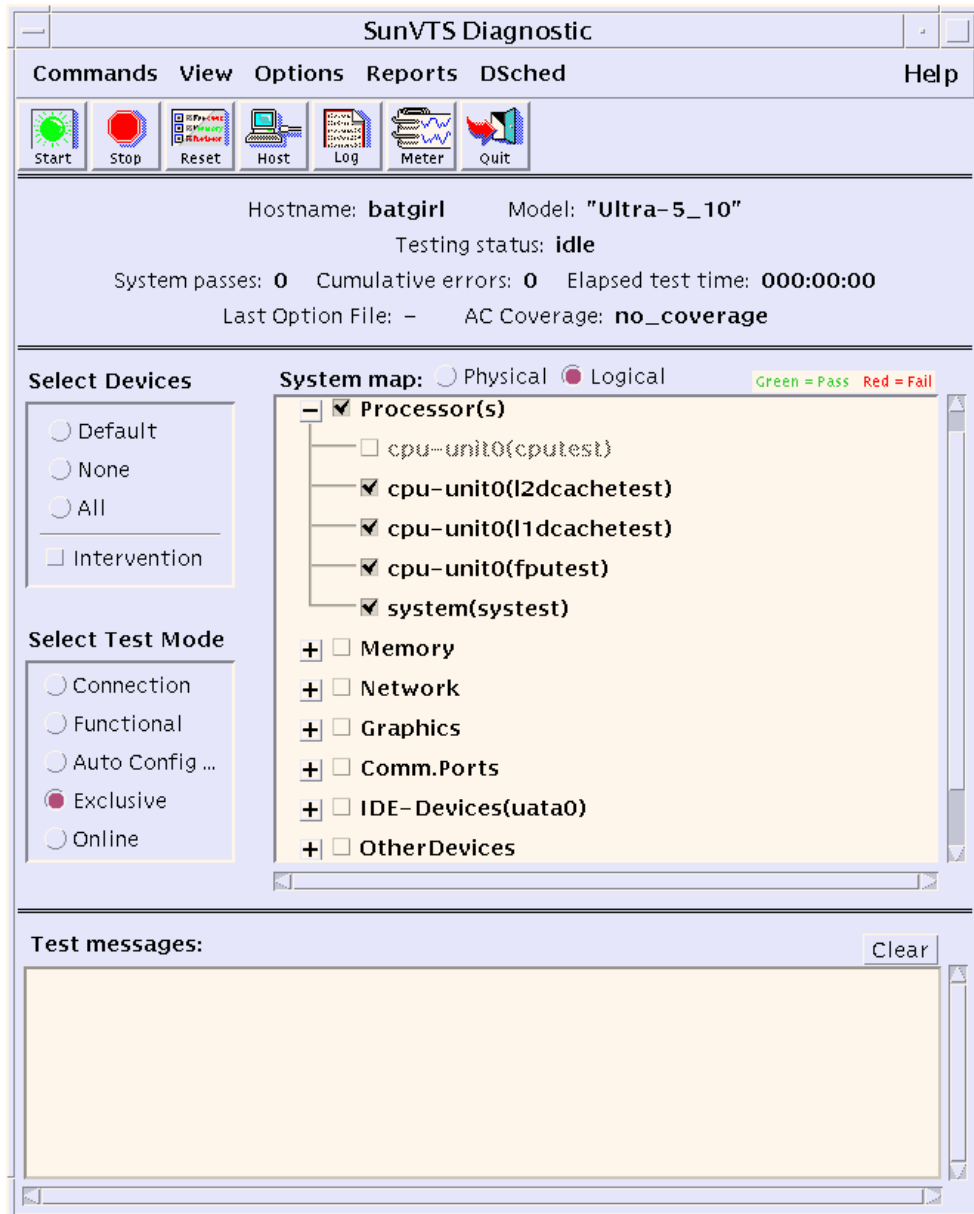 SunVTS Diagnostic
Commands View Options Reports DSched Help
Start Stop Reset Host Log Meter Quit
Hostname: batgirl Model: "Ultra-5_10"
Testing status: idle
System passes: 0 Cumulative errors: 0 Elapsed test time: 000:00:00
Last Option File: - AC Coverage: no_coverage
Select Devices
Default
None
All
Intervention
Select Test Mode
Connection
Functional
Auto Config ...
Exclusive
Online
System map: Physical Logical Green = Pass Red = Fail
Processor(s)
cpu-unit0(cputest)
cpu-unit0(l2dcachetest)
cpu-unit0(l1dcachetest)
cpu-unit0(fputest)
system(systest)
Memory
Network
Graphics
Comm.Ports
IDE-Devices(uata0)
OtherDevices
Test messages: Clear